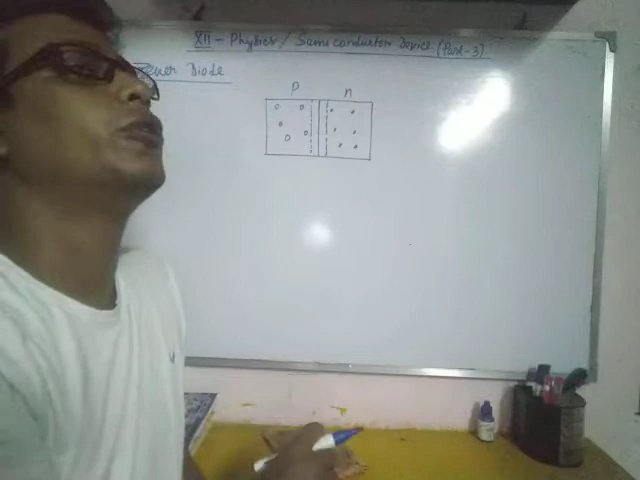 XII - Physics / Semiconductor device (Part-3)
Zener Diode
P n